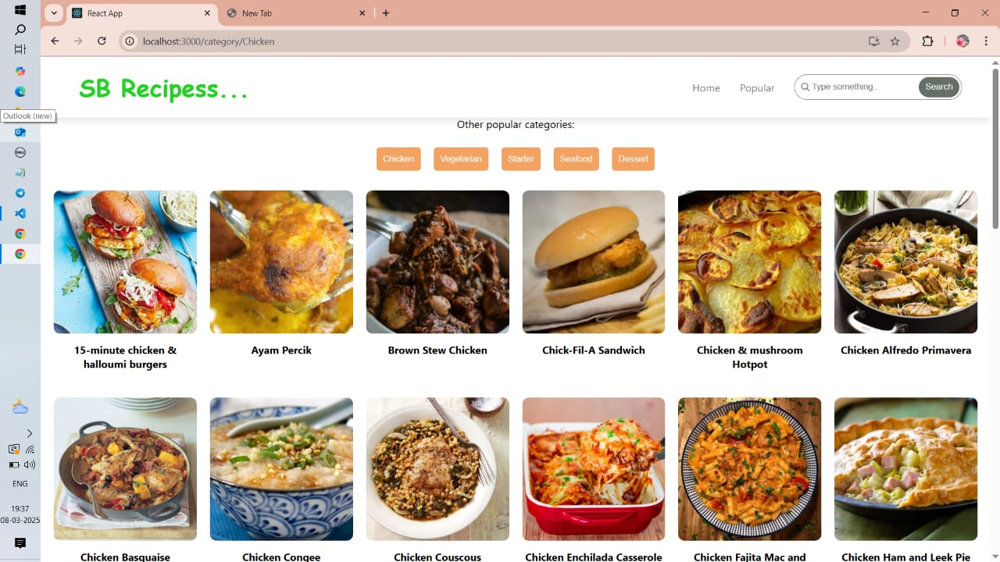 React App
New Tab
localhost:3000/category/Chicken
SB Recipess...
Home
Popular
Type something..
Search
Outlook (new)
Other popular categories:
Chicken
Vegetarian
Starter
Seafood
Dessert
15-minute chicken &
halloumi burgers
Ayam Percik
Brown Stew Chicken
Chick-Fil-A Sandwich
Chicken & mushroom
Hotpot
Chicken Alfredo Primavera
Chicken Basquaise
Chicken Congee
Chicken Couscous
Chicken Enchilada Casserole
Chicken Fajita Mac and
Chicken Ham and Leek Pie
DELL
ENG
19:37
08-03-2025